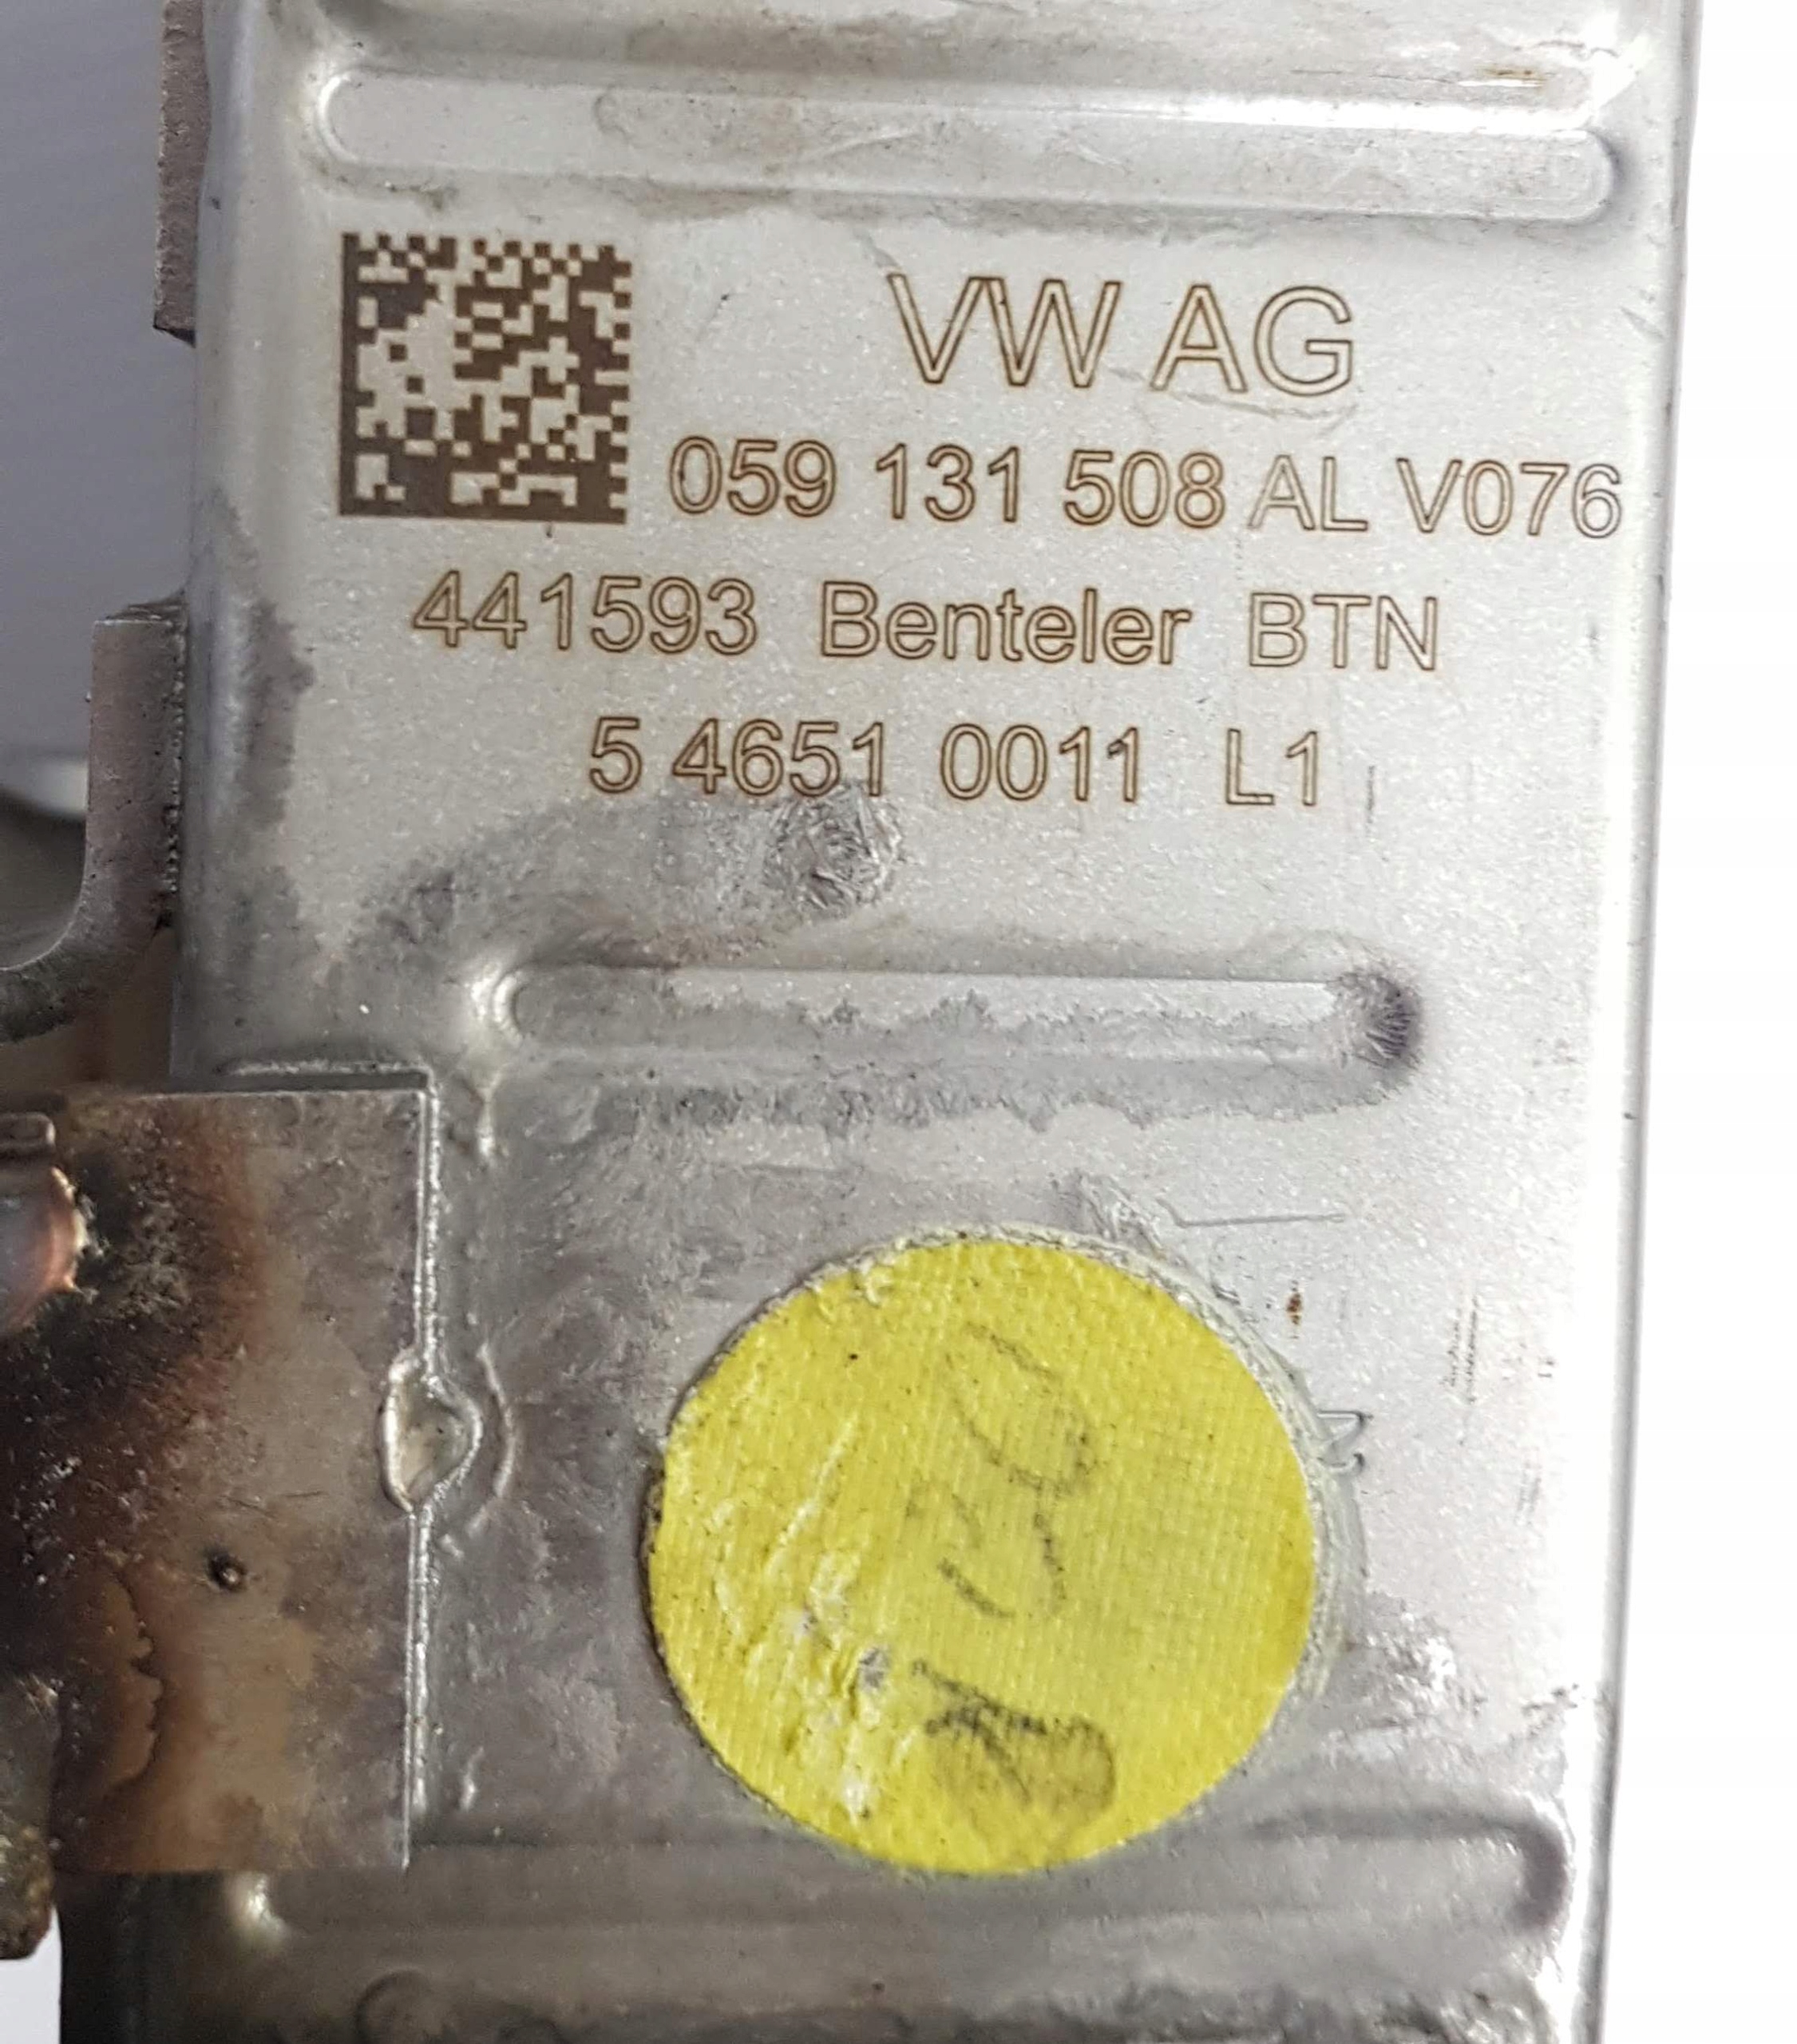 VW AG
059 131 508 AL V076
441593 Benteler BTN
5 4651 0011 L1